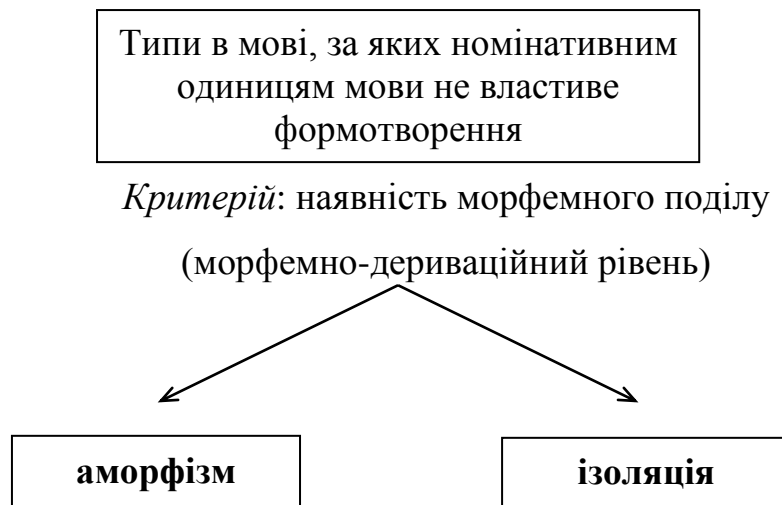 Типи в мові, за яких номінативним
одиницям мови не властиве
формотворення
Критерій: наявність морфемного поділу
(морфемно-дериваційний рівень)
аморфізм
ізоляція